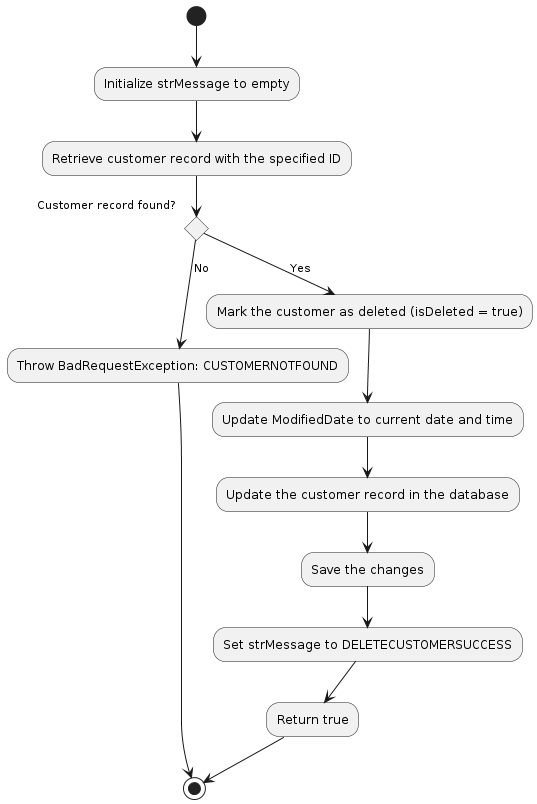 Initialize strMessage to empty
Retrieve customer record with the specified ID
Customer record found?
No
Yes
Mark the customer as deleted (isDeleted = true)
Throw BadRequestException: CUSTOMERNOTFOUND
Update ModifiedDate to current date and time
Update the customer record in the database
Save the changes
Set strMessage to DELETECUSTOMERSUCCESS
Return true